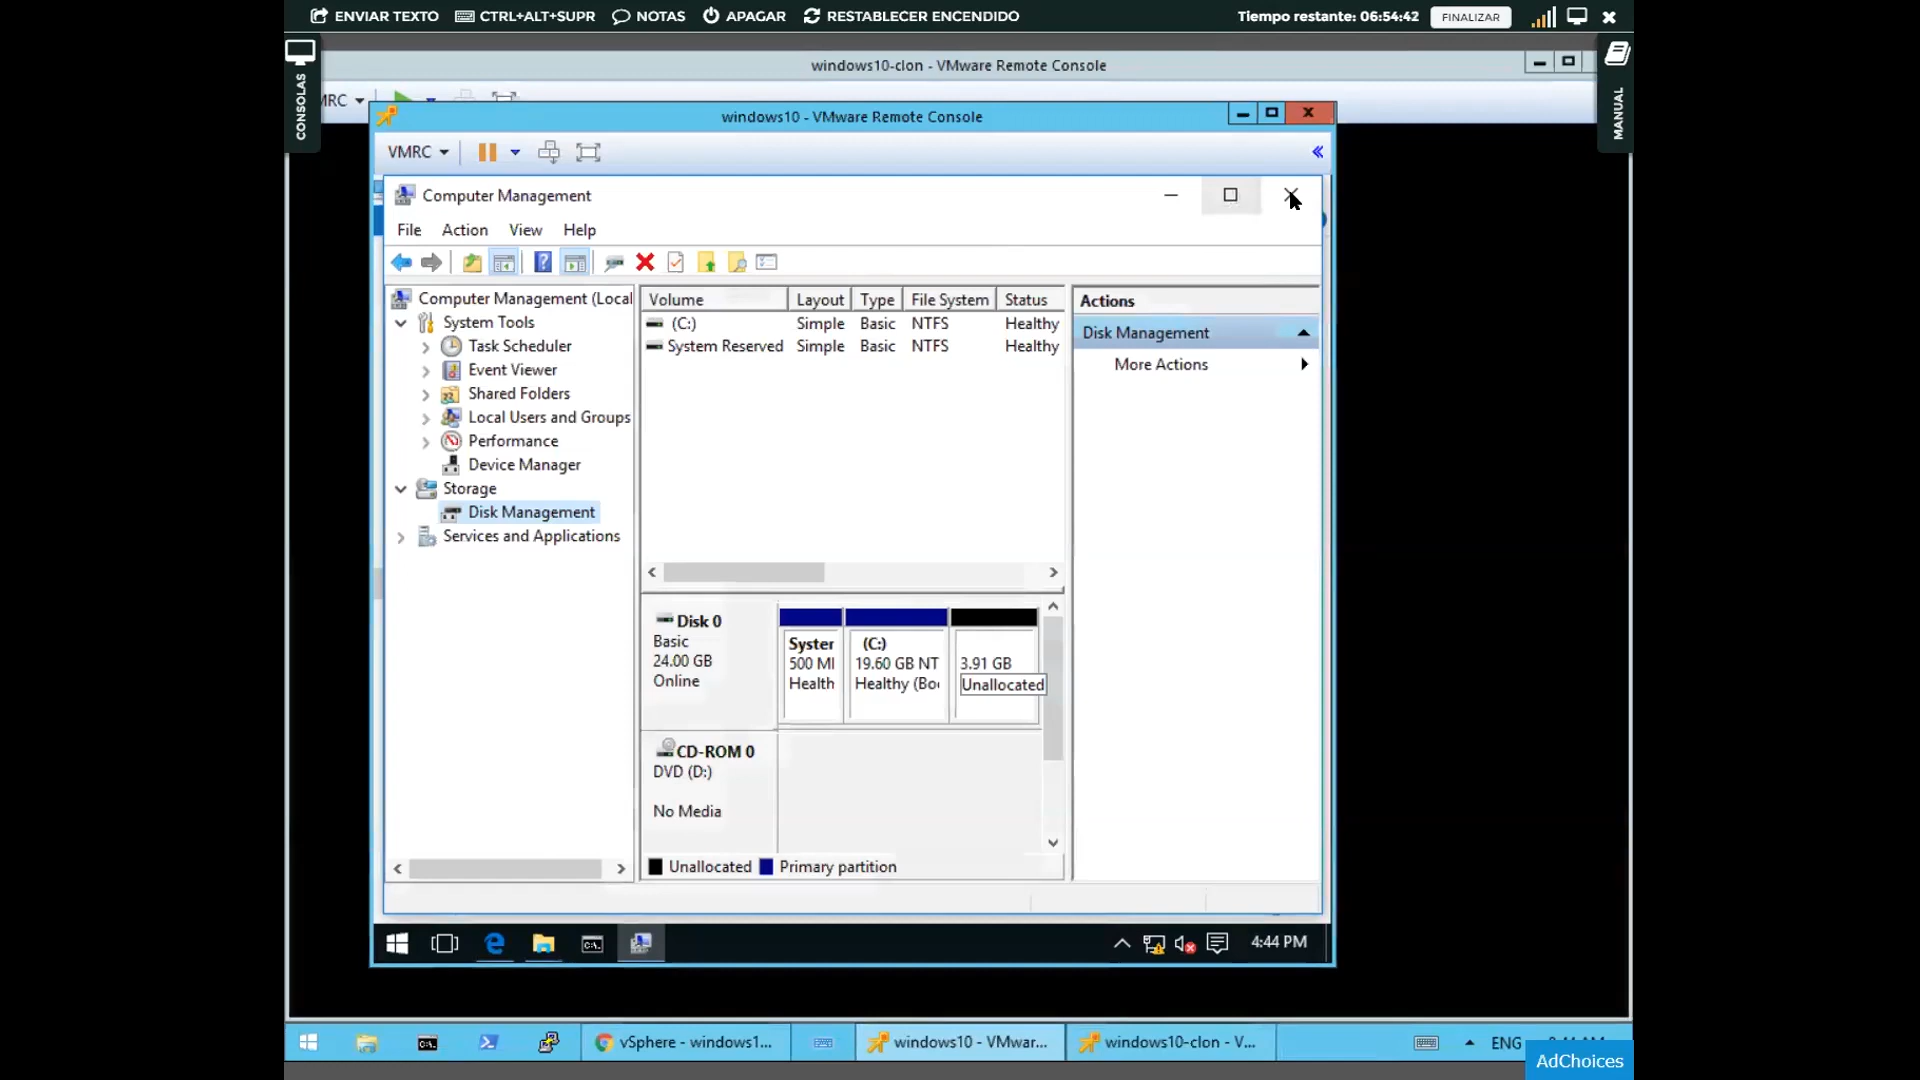 ENVIAR TEXTO CTRL+ALT+SUPR NOTAS APAGAR RESTABLECER ENCENDIDO Tiempo restante: 06:54:42 FINALIZAR
CONSOLAS
MANUAL
windows10-clon - VMware Remote Console
windows10 - VMware Remote Console
VMRC
Computer Management
File Action View Help
Computer Management (Local
System Tools
Task Scheduler
Event Viewer
Shared Folders
Local Users and Groups
Performance
Device Manager
Storage
Disk Management
Services and Applications
Volume Layout Type File System Status
(C:) Simple Basic NTFS Healthy
System Reserved Simple Basic NTFS Healthy
Actions
Disk Management
More Actions
Disk 0
Basic
24.00 GB
Online
Syster
500 MI
Health
(C:)
19.60 GB NT
Healthy (Boo
3.91 GB
Unallocated
CD-ROM 0
DVD (D:)
No Media
Unallocated Primary partition
4:44 PM
vSphere - windows1... windows10 - VMwar... windows10-clon - V... ENG
AdChoices